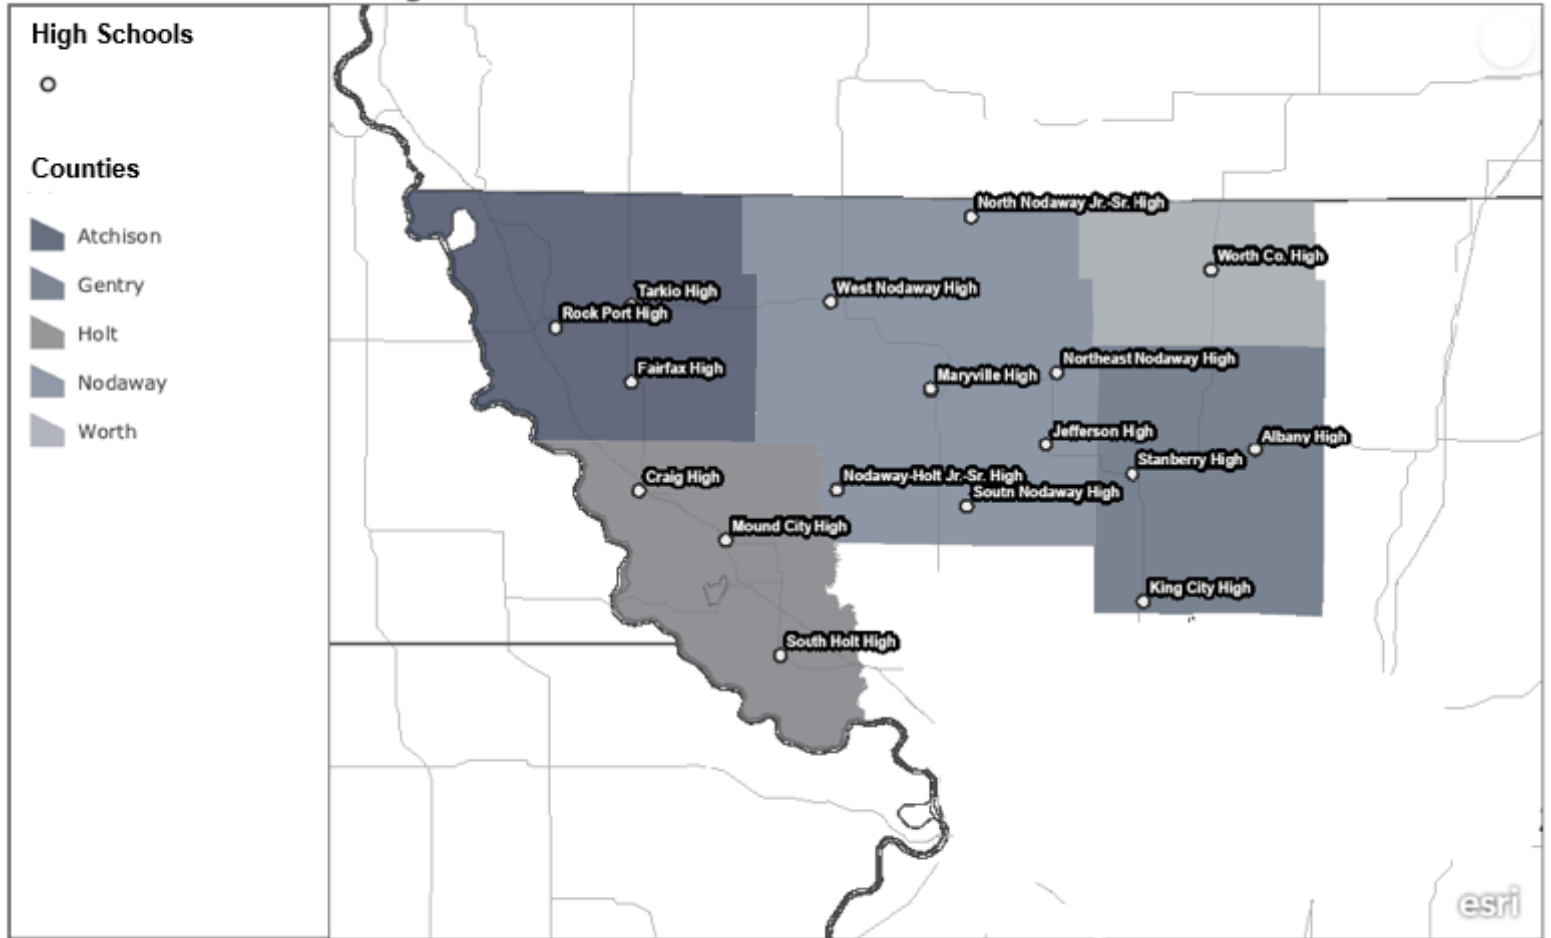 High Schools
Counties
Atchison
Gentry
Holt
Nodaway
Worth
North Nodaway Jr.-Sr. High
Worth Co. High
Tarkio High
West Nodaway High
Rock Port High
Northeast Nodaway High
Fairfax High
Maryville High
Jefferson High
Albany High
Stanberry High
Craig High
Nodaway-Holt Jr.-Sr. High
Soutn Nodaway High
Mound City High
King City High
South Holt High
esri